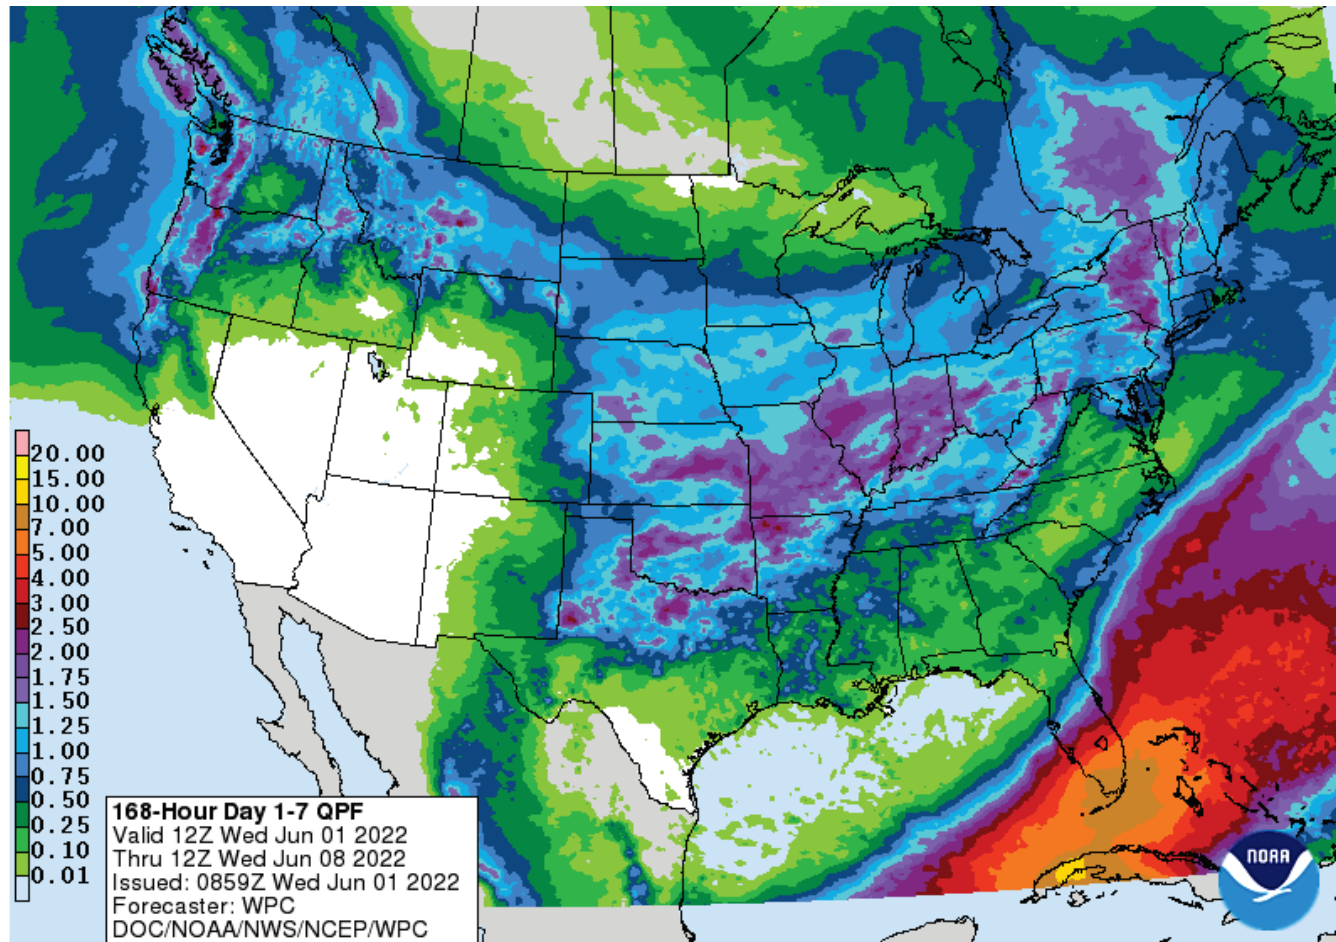 20.00
15.00
10.00
7.00
5.00
4.00
3.00
2.50
2.00
1.75
1.50
1.25
1.00
0.75
0.50
0.25
0.10
0.01
168-Hour Day 1-7 QPF
Valid 12Z Wed Jun 01 2022
Thru 12Z Wed Jun 08 2022
Issued: 0859Z Wed Jun 01 2022
Forecaster: WPC
DOC/NOAA/NWS/NCEP/WPC
NOAA